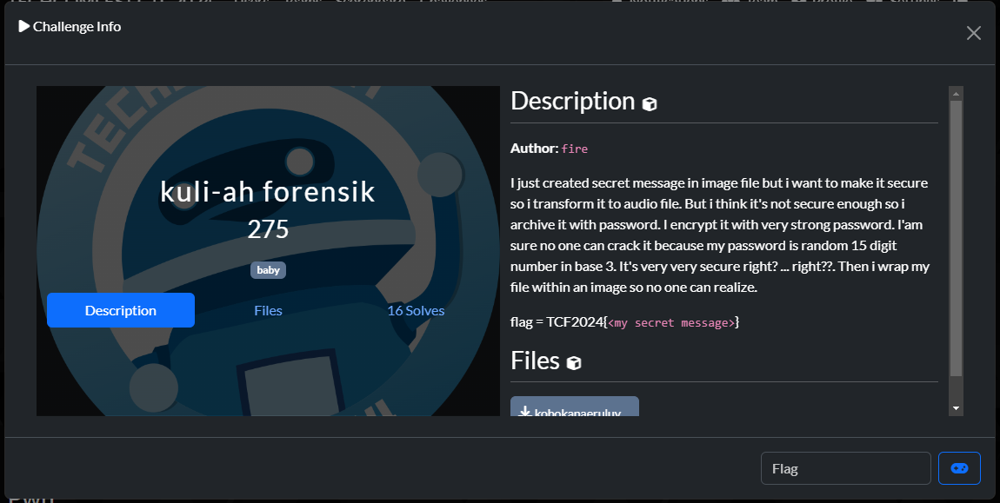 Challenge Info
Description
Author: fire
I just created secret message in image file but i want to make it secure
so i transform it to audio file. But i think it's not secure enough so i
archive it with password. I encrypt it with very strong password. I'am
sure no one can crack it because my password is random 15 digit
number in base 3. It's very very secure right? ... right??. Then i wrap my
file within an image so no one can realize.
flag = TCF2024{<my secret message>}
Files
kobokanaeruluv
kuli-ah forensik
275
baby
Description
Files
16 Solves
Flag